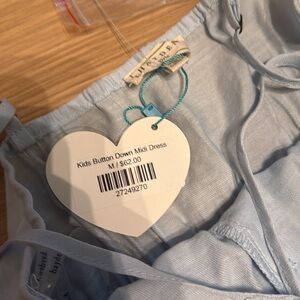 Kids Button Down Midi Dress
M / $62.00
27249270